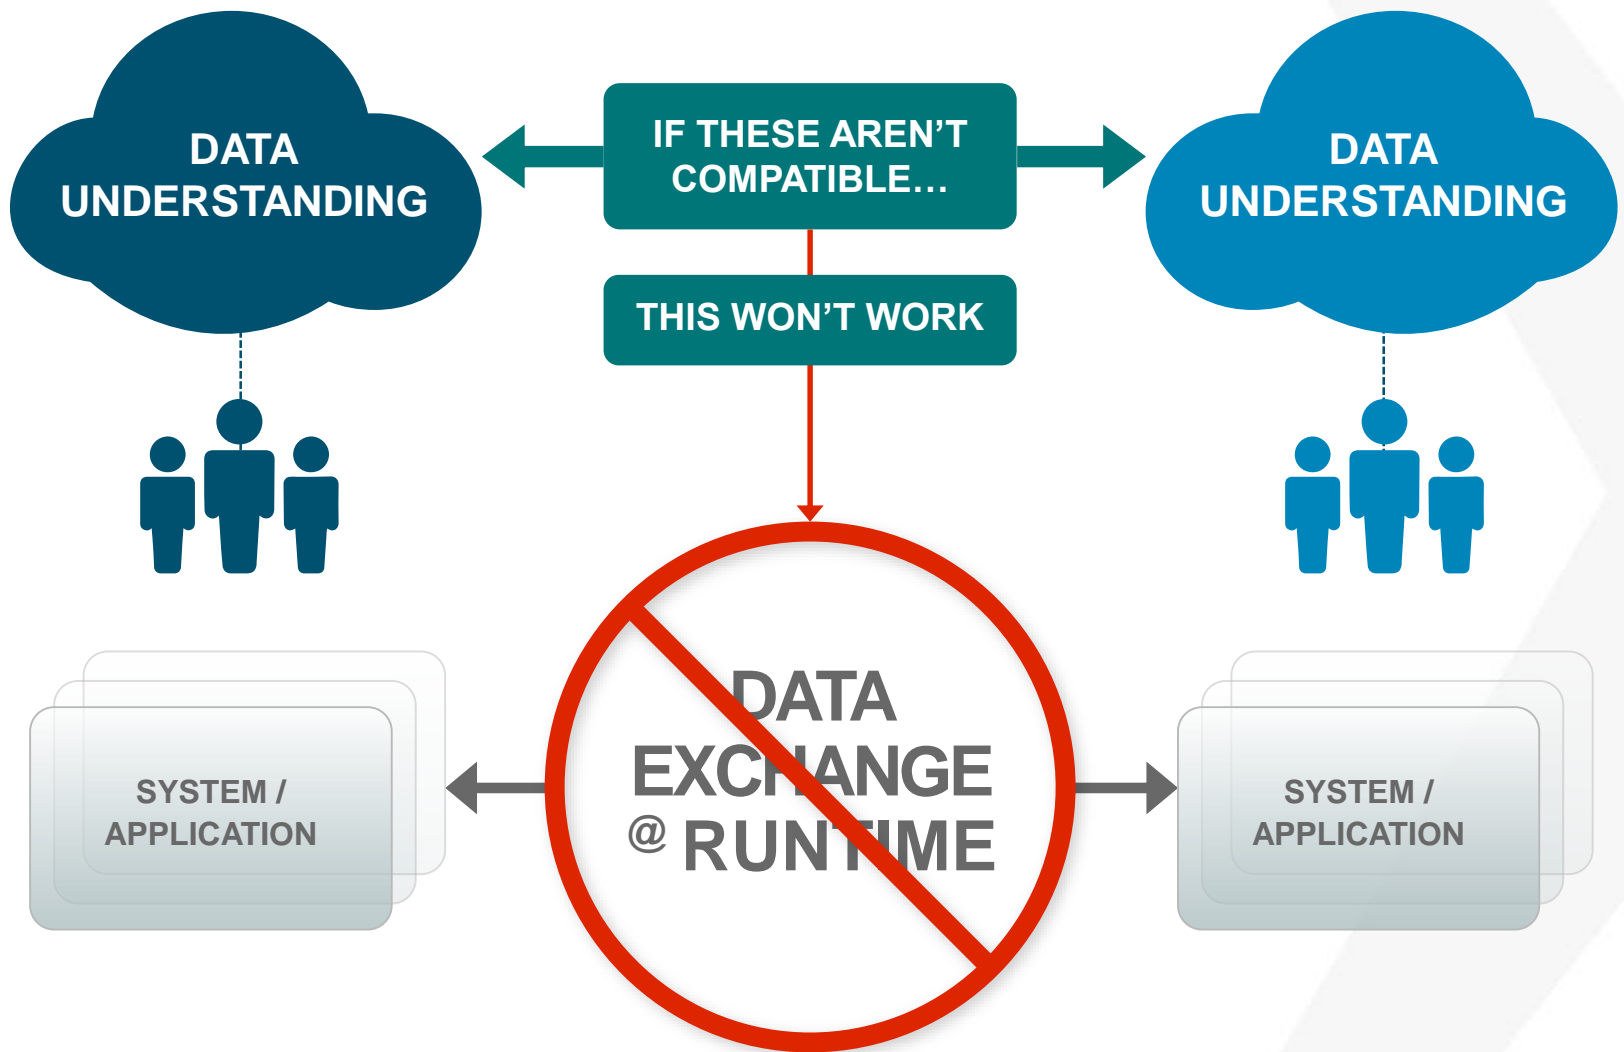 DATA
UNDERSTANDING
IF THESE AREN’T
COMPATIBLE…
DATA
UNDERSTANDING
THIS WON’T WORK
SYSTEM /
APPLICATION
DATA
EXCHANGE
@ RUNTIME
SYSTEM /
APPLICATION